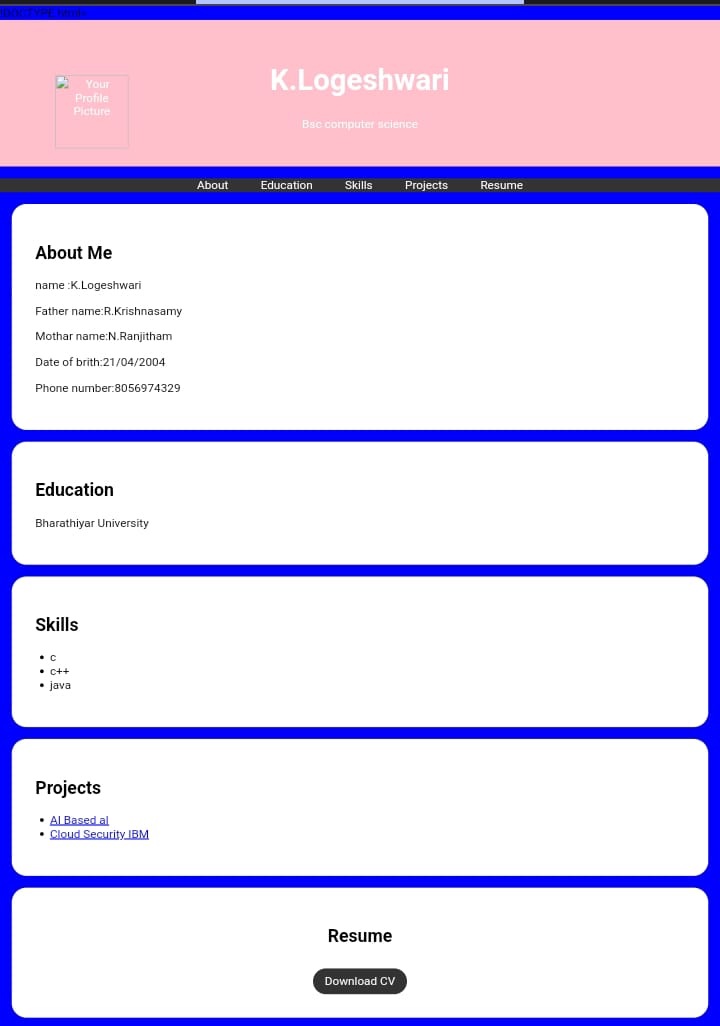 !DOCTYPE html>
Your
Profile
Picture
K.Logeshwari
Bsc computer science
About Education Skills Projects Resume
About Me
name :K.Logeshwari
Father name:R.Krishnasamy
Mothar name:N.Ranjitham
Date of brith:21/04/2004
Phone number:8056974329
Education
Bharathiyar University
Skills
c
c++
java
Projects
AI Based al
Cloud Security IBM
Resume
Download CV